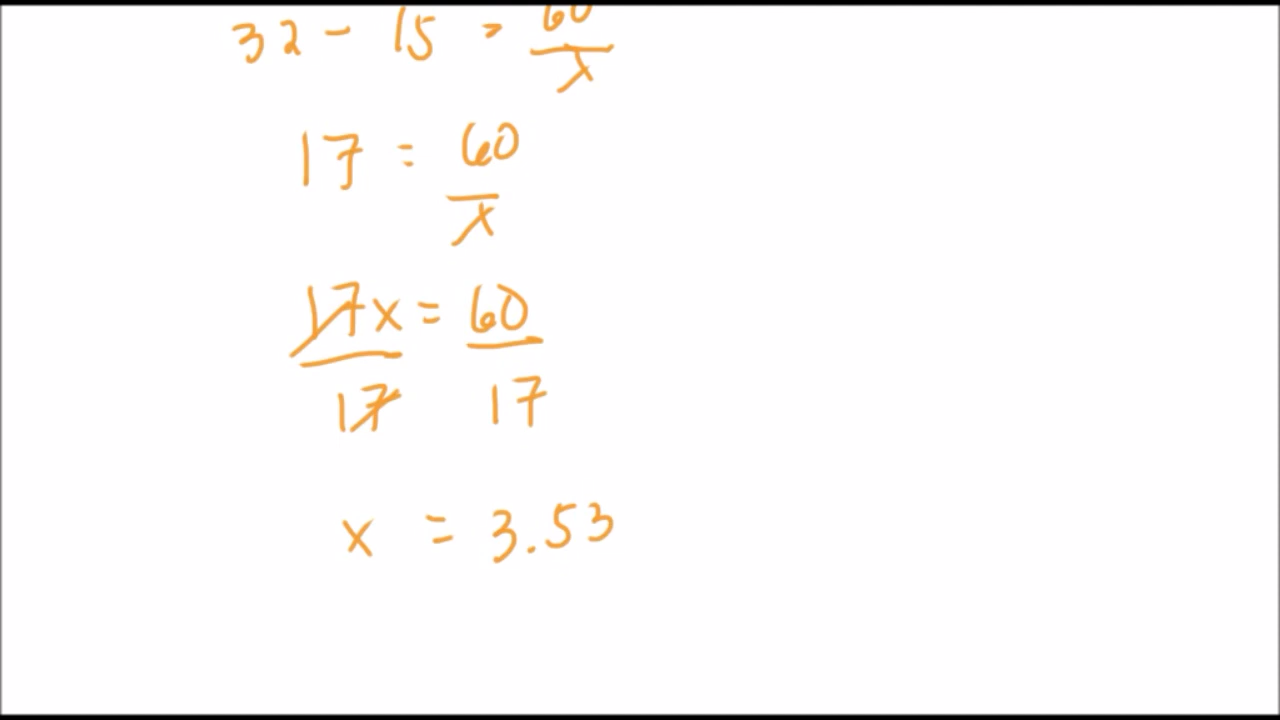 32 - 15 = 60
x
17 = 60
x
17x = 60
17 17
x = 3.53